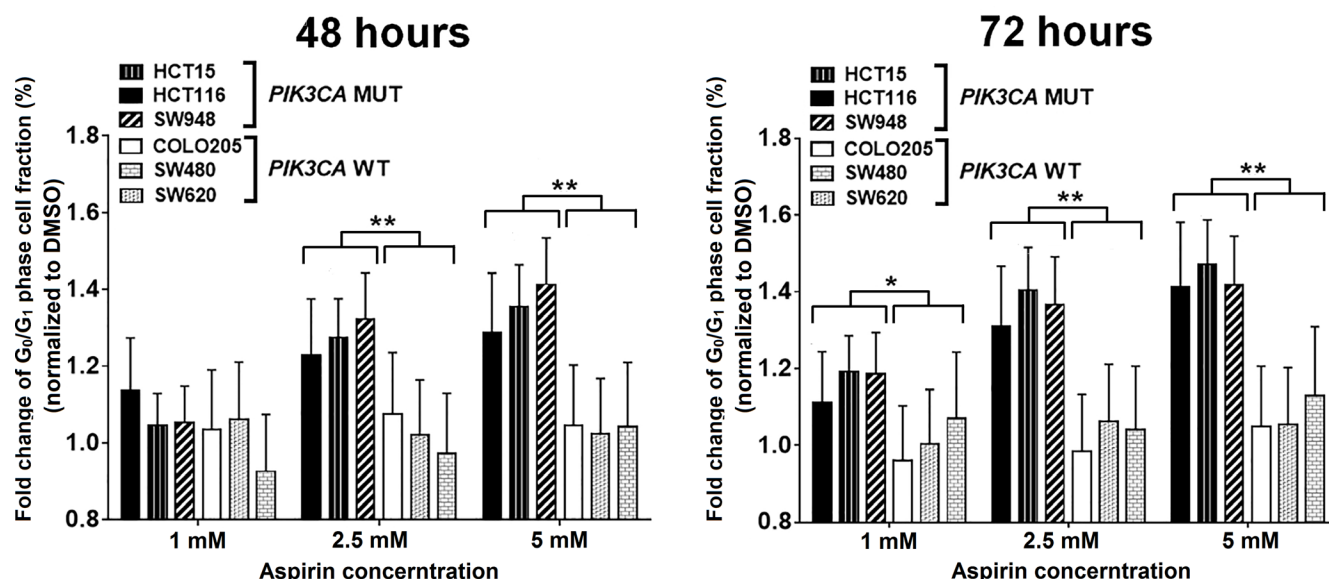 48 hours
HCT15
HCT116
SW948
PIK3CA MUT
COLO205
SW480
SW620
PIK3CA WT
Fold change of G₀/G₁ phase cell fraction (%)
(normalized to DMSO)
1.8
1.6
1.4
1.2
1.0
0.8
**
**
1 mM
2.5 mM
5 mM
Aspirin concerntration
72 hours
HCT15
HCT116
SW948
PIK3CA MUT
COLO205
SW480
SW620
PIK3CA WT
Fold change of G₀/G₁ phase cell fraction (%)
(normalized to DMSO)
1.8
1.6
1.4
1.2
1.0
0.8
*
**
**
1 mM
2.5 mM
5 mM
Aspirin concerntration